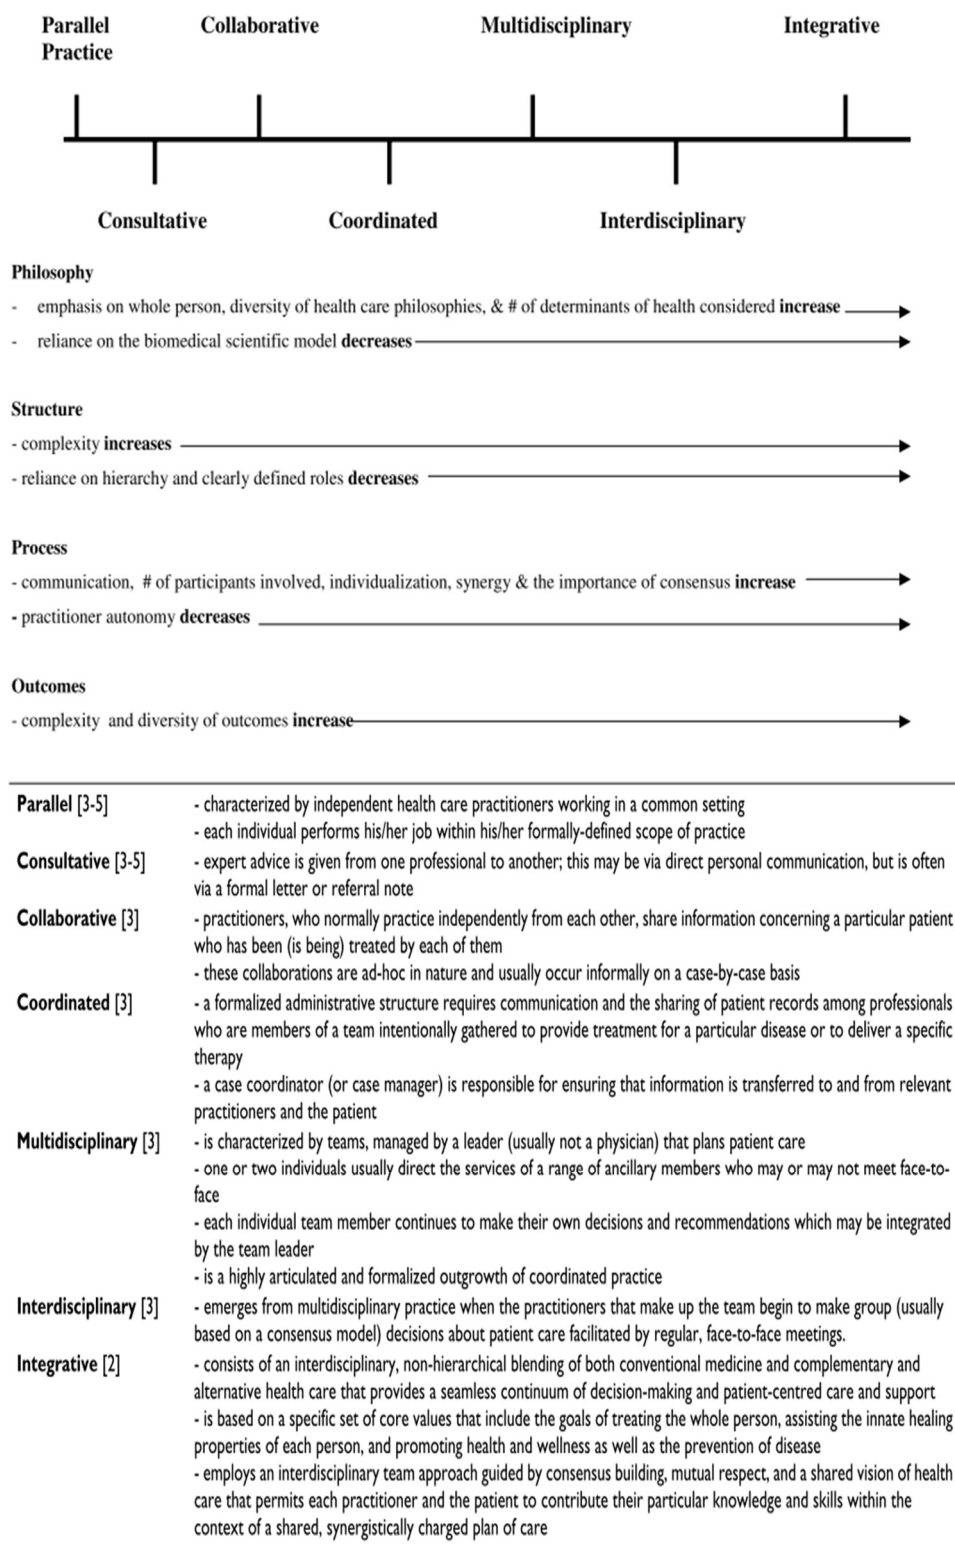 Parallel Practice
Collaborative
Multidisciplinary
Integrative
Consultative
Coordinated
Interdisciplinary
Philosophy
- emphasis on whole person, diversity of health care philosophies, & # of determinants of health considered increase
- reliance on the biomedical scientific model decreases
Structure
- complexity increases
- reliance on hierarchy and clearly defined roles decreases
Process
- communication, # of participants involved, individualization, synergy & the importance of consensus increase
- practitioner autonomy decreases
Outcomes
- complexity and diversity of outcomes increase
Parallel [3-5] - characterized by independent health care practitioners working in a common setting
- each individual performs his/her job within his/her formally-defined scope of practice
Consultative [3-5] - expert advice is given from one professional to another; this may be via direct personal communication, but is often
via a formal letter or referral note
Collaborative [3] - practitioners, who normally practice independently from each other, share information concerning a particular patient
who has been (is being) treated by each of them
- these collaborations are ad-hoc in nature and usually occur informally on a case-by-case basis
Coordinated [3] - a formalized administrative structure requires communication and the sharing of patient records among professionals
who are members of a team intentionally gathered to provide treatment for a particular disease or to deliver a specific
therapy
- a case coordinator (or case manager) is responsible for ensuring that information is transferred to and from relevant
practitioners and the patient
Multidisciplinary [3] - is characterized by teams, managed by a leader (usually not a physician) that plans patient care
- one or two individuals usually direct the services of a range of ancillary members who may or may not meet face-to-
face
- each individual team member continues to make their own decisions and recommendations which may be integrated
by the team leader
- is a highly articulated and formalized outgrowth of coordinated practice
Interdisciplinary [3] - emerges from multidisciplinary practice when the practitioners that make up the team begin to make group (usually
based on a consensus model) decisions about patient care facilitated by regular, face-to-face meetings.
Integrative [2] - consists of an interdisciplinary, non-hierarchical blending of both conventional medicine and complementary and
alternative health care that provides a seamless continuum of decision-making and patient-centred care and support
- is based on a specific set of core values that include the goals of treating the whole person, assisting the innate healing
properties of each person, and promoting health and wellness as well as the prevention of disease
- employs an interdisciplinary team approach guided by consensus building, mutual respect, and a shared vision of health
care that permits each practitioner and the patient to contribute their particular knowledge and skills within the
context of a shared, synergistically charged plan of care